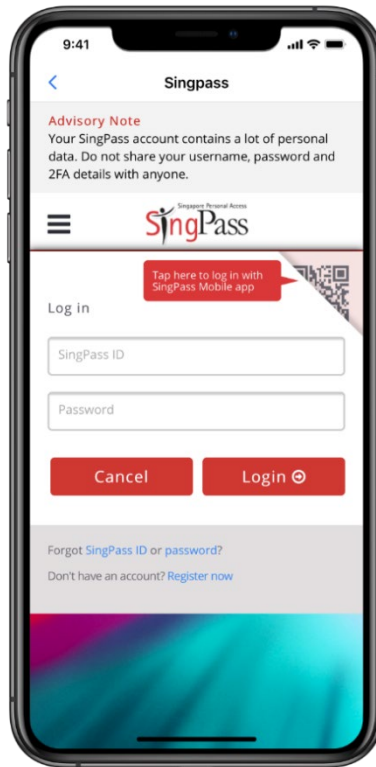 9:41
Singpass
Advisory Note
Your SingPass account contains a lot of personal
data. Do not share your username, password and
2FA details with anyone.
Singapore Personal Access
SingPass
Tap here to log in with
SingPass Mobile app
Log in
SingPass ID
Password
Cancel
Login
Forgot SingPass ID or password?
Don't have an account? Register now